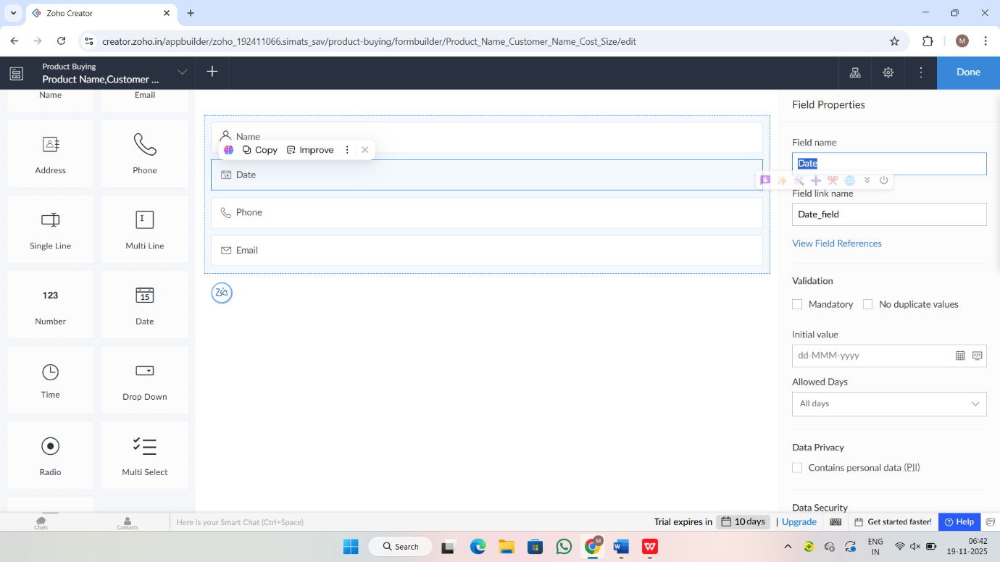 Zoho Creator
creator.zoho.in/appbuilder/zoho_192411066.simats_sav/product-buying/formbuilder/Product_Name_Customer_Name_Cost_Size/edit
M
Product Buying
Product Name,Customer ...
Done
Name
Email
Address
Phone
Single Line
Multi Line
123
Number
15
Date
Time
Drop Down
Radio
Multi Select
Name
Copy
Improve
15
Date
Phone
Email
Zia
Field Properties
Field name
Date
Field link name
Date_field
View Field References
Validation
Mandatory
No duplicate values
Initial value
dd-MMM-yyyy
Allowed Days
All days
Data Privacy
Contains personal data (PII)
Data Security
Chats
Contacts
Here is your Smart Chat (Ctrl+Space)
Trial expires in 10 days | Upgrade
Get started faster!
Help
Search
M
W
ENG
IN
06:42
19-11-2025